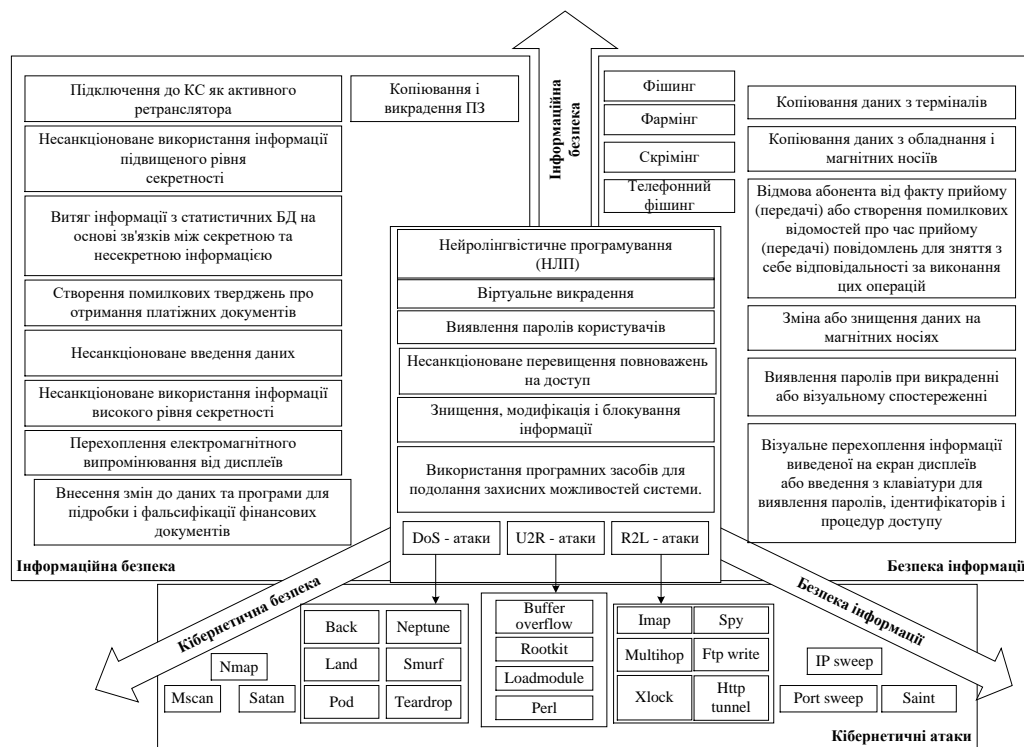 Підключення до КС як активного
ретранслятора
Копіювання і
викрадення ПЗ
Несанкціоноване використання інформації
підвищеного рівня
секретності
Витяг інформації з статистичних БД на
основі зв'язків між секретною та
несекретною інформацією
Створення помилкових тверджень про
отримання платіжних документів
Несанкціоноване введення даних
Несанкціоноване використання інформації
високого рівня секретності
Перехоплення електромагнітного
випромінювання від дисплеїв
Внесення змін до даних та програми для
підробки і фальсифікації фінансових
документів
Інформаційна безпека
Інформаційна
безпека
Нейролінгвістичне програмування
(НЛП)
Віртуальне викрадення
Виявлення паролів користувачів
Несанкціоноване перевищення повноважень
на доступ
Знищення, модифікація і блокування
інформації
Використання програмних засобів для
подолання захисних можливостей системи.
DoS - атаки
U2R - атаки
R2L - атаки
Фішинг
Фармінг
Скрімінг
Телефонний
фішинг
Копіювання даних з терміналів
Копіювання даних з обладнання і
магнітних носіїв
Відмова абонента від факту прийому
(передачі) або створення помилкових
відомостей про час прийому
(передачі) повідомлень для зняття з
себе відповідальності за виконання
цих операцій
Зміна або знищення даних на
магнітних носіях
Виявлення паролів при викраденні
або візуальному спостереженні
Візуальне перехоплення інформації
виведеної на екран дисплеїв
або введення з клавіатури для
виявлення паролів, ідентифікаторів і
процедур доступу
Безпека інформації
Кібернетична безпека
Безпека інформації
Nmap
Mscan
Satan
Back
Neptune
Land
Smurf
Pod
Teardrop
Buffer
overflow
Rootkit
Loadmodule
Perl
Imap
Spy
Multihop
Ftp write
Xlock
Http
tunnel
IP sweep
Port sweep
Saint
Кібернетичні атаки